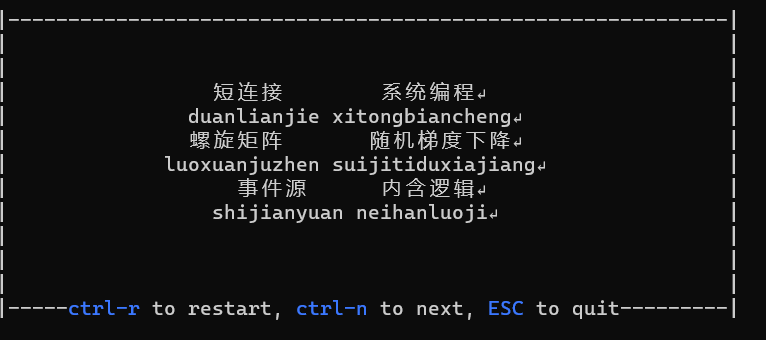 短连接 系统编程↵
duanlianjie xitongbiancheng↵
螺旋矩阵 随机梯度下降↵
luoxuanjuzhen suijitiduxiajiang↵
事件源 内含逻辑↵
shijianyuan neihanluoji↵
ctrl-r to restart, ctrl-n to next, ESC to quit